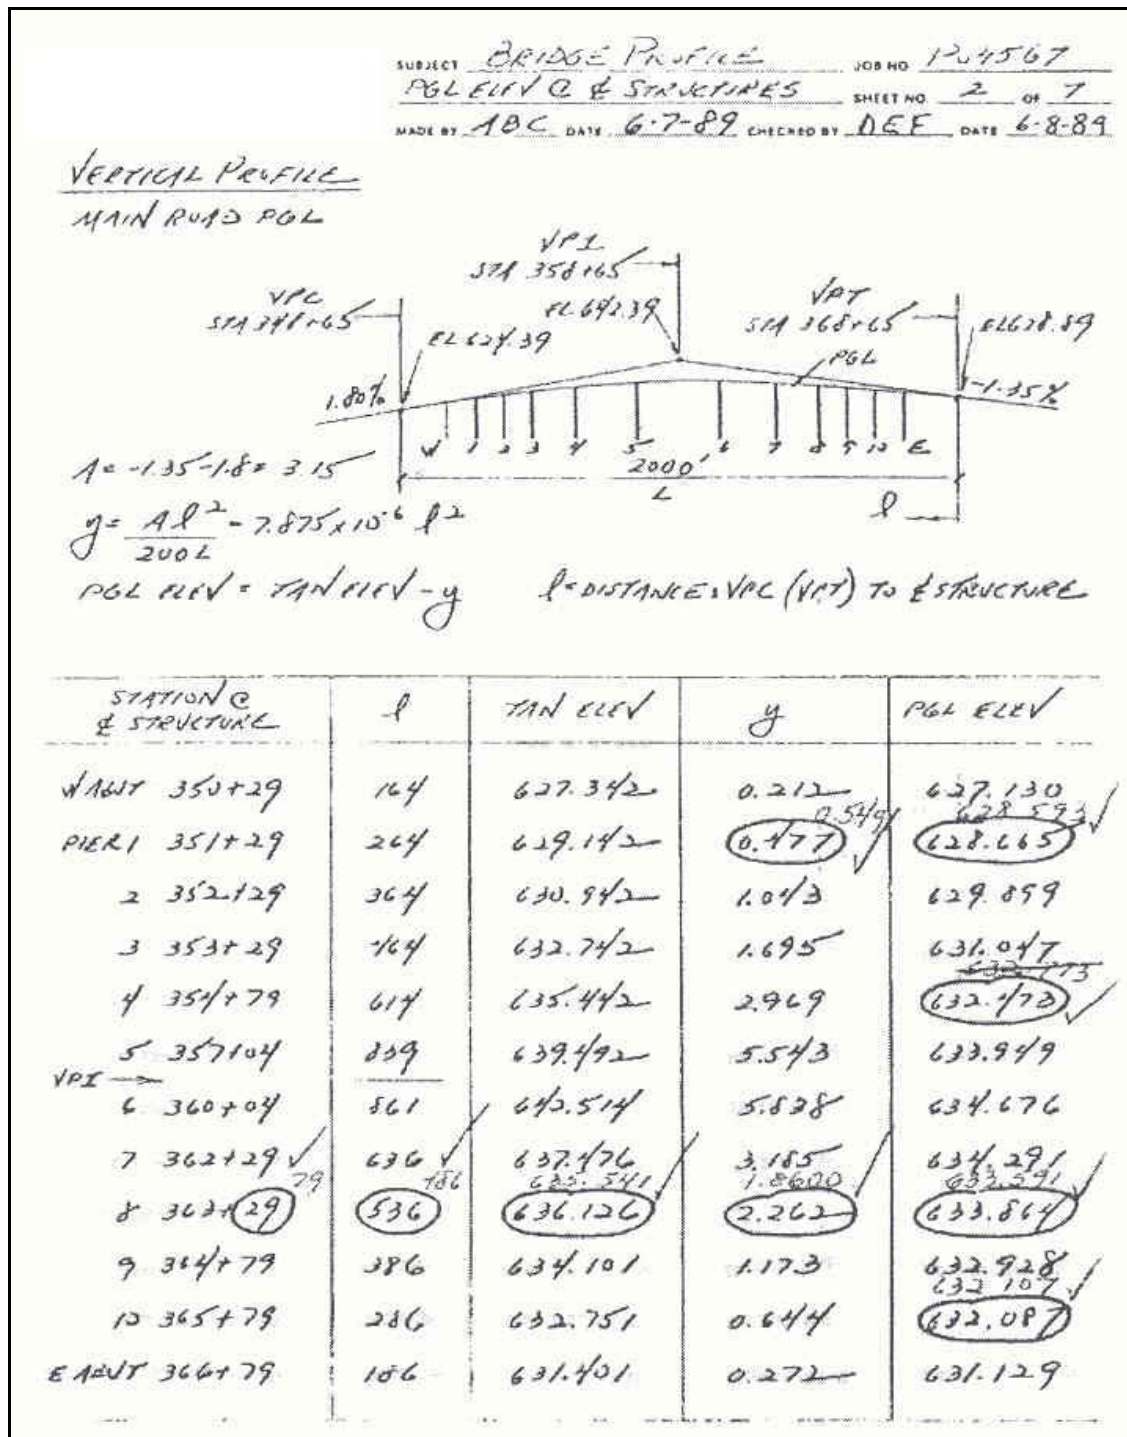 SUBJECT BRIDGE PROFILE JOB NO P04567
PGL ELEV @ ℄ STRUCTURES SHEET NO 2 OF 7
MADE BY ABC DATE 6-7-89 CHECKED BY DEF DATE 6-8-89
VERTICAL PROFILE
MAIN ROAD PGL
VPI
STA 358+65
VPC
STA 348+65
EL 642.39
VPT
STA 368+65
EL 624.39
EL 628.89
PGL
1.80%
-1.35%
W 1 2 3 4 5 6 7 8 9 10 E
A = -1.35-1.8 = 3.15
2000'
L
l
y = Al² / 200L = 7.875 x 10⁻⁶ l²
PGL ELEV = TAN ELEV - y l = DISTANCE: VPC (VPT) TO ℄ STRUCTURE
STATION @ ℄ STRUCTURE l TAN ELEV y PGL ELEV
W ABUT 350+29 164 627.342 0.212 627.130
0.549 628.593
PIER 1 351+29 264 629.142 0.477 628.665
2 352+29 364 630.942 1.043 629.899
3 353+29 464 632.742 1.695 631.047
4 354+79 614 635.442 2.969 632.473
5 357+04 839 639.492 5.543 633.949
VPI
6 360+04 861 640.514 5.838 634.676
7 362+29 636 637.476 3.185 634.291
79 486 635.541 1.8600 633.591
8 363+29 536 636.126 2.262 633.864
9 364+79 386 634.101 1.173 632.928
632.107
10 365+79 286 632.751 0.644 632.087
E ABUT 366+79 186 631.401 0.272 631.129